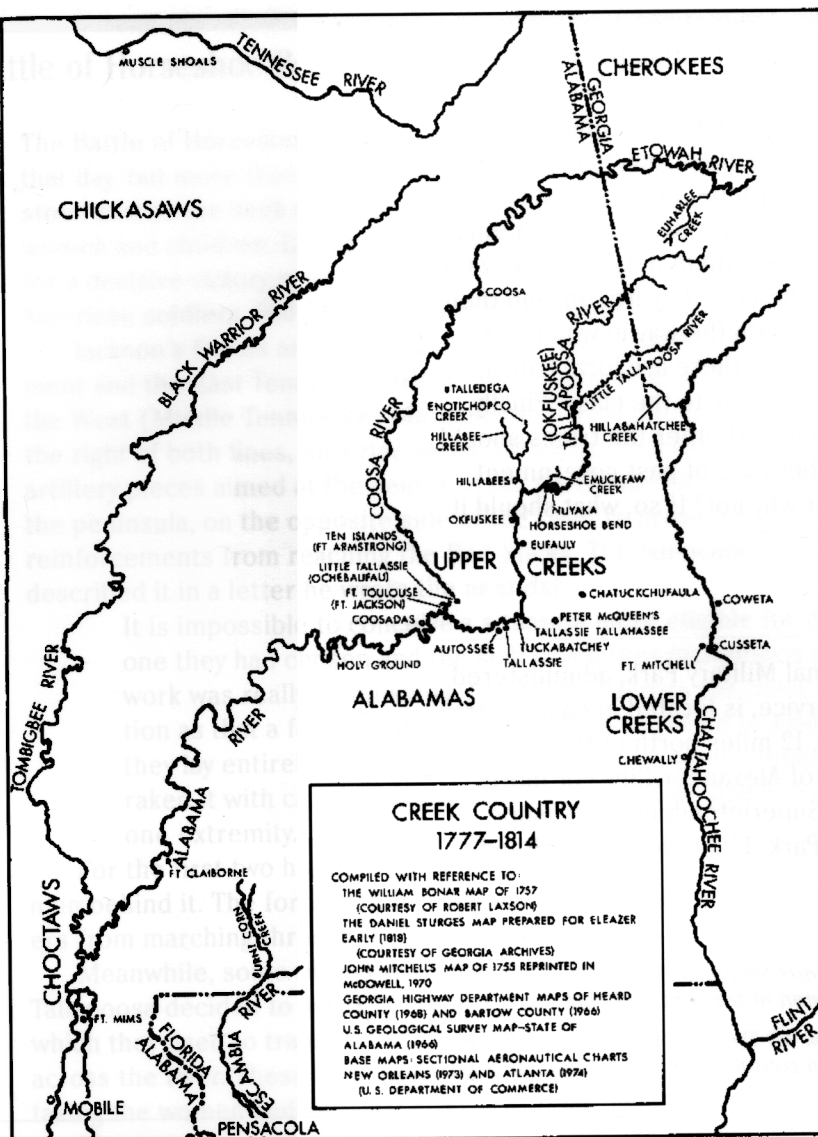 TENNESSEE RIVER
MUSCLE SHOALS
CHEROKEES
GEORGIA
ALABAMA
ETOWAH RIVER
EUHARLEE
CREEK
CHICKASAWS
BLACK WARRIOR RIVER
COOSA
COOSA RIVER
(OKFUSKEE)
TALLAPOOSA RIVER
LITTLE TALLAPOOSA RIVER
TALLEDEGA
ENOTICHOPCO
CREEK
HILLABEE
CREEK
HILLABAHATCHEE
CREEK
HILLABEES
EMUCKFAW
CREEK
NUYAKA
HORSESHOE BEND
OKFUSKEE
EUFAULY
TEN ISLANDS
(FT ARMSTRONG)
LITTLE TALLASSIE
(OCHEBAUFAU)
FT. TOULOUSE
(FT. JACKSON)
COOSADAS
UPPER CREEKS
CHATUCKCHUFAULA
PETER McQUEEN'S
TALLASSIE TALLAHASSEE
TUCKABATCHEY
TALLASSIE
AUTOSSEE
HOLY GROUND
ALABAMAS
COWETA
CUSSETA
FT. MITCHELL
LOWER
CREEKS
CHEWALLY
CHATTAHOOCHEE RIVER
FLINT
RIVER
TOMBIGBEE RIVER
ALABAMA RIVER
FT CLAIBORNE
CHOCTAWS
BURNT CORN
CREEK
FT. MIMS
FLORIDA
ALABAMA
ESCAMBIA RIVER
MOBILE
PENSACOLA
CREEK COUNTRY
1777–1814
COMPILED WITH REFERENCE TO:
THE WILLIAM BONAR MAP OF 1757
(COURTESY OF ROBERT LAXSON)
THE DANIEL STURGES MAP PREPARED FOR ELEAZER
EARLY (1818)
(COURTESY OF GEORGIA ARCHIVES)
JOHN MITCHEL'S MAP OF 1755 REPRINTED IN
McDOWELL, 1970
GEORGIA HIGHWAY DEPARTMENT MAPS OF HEARD
COUNTY (1968) AND BARTOW COUNTY (1966)
U.S. GEOLOGICAL SURVEY MAP–STATE OF
ALABAMA (1966)
BASE MAPS: SECTIONAL AERONAUTICAL CHARTS
NEW ORLEANS (1973) AND ATLANTA (1974)
(U.S. DEPARTMENT OF COMMERCE)